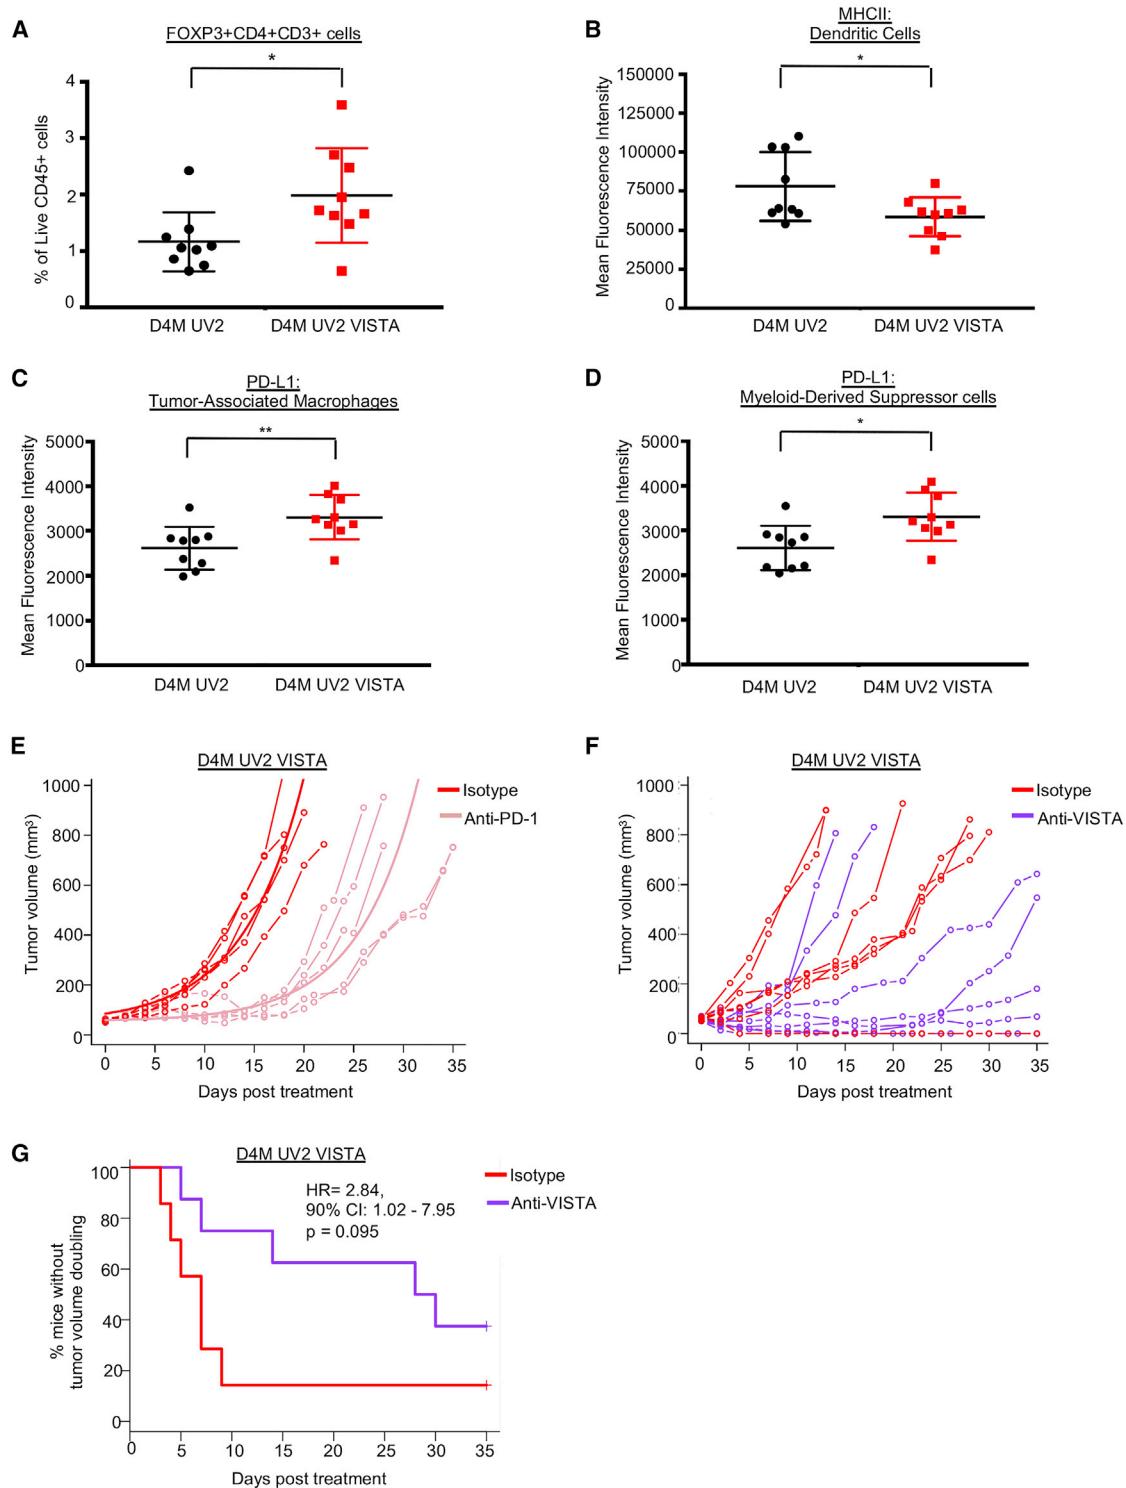 A
FOXP3+CD4+CD3+ cells
*
% of Live CD45+ cells
4
3
2
1
0
D4M UV2
D4M UV2 VISTA
B
MHCII:
Dendritic Cells
*
Mean Fluorescence Intensity
150000
125000
100000
75000
50000
25000
0
D4M UV2
D4M UV2 VISTA
C
PD-L1:
Tumor-Associated Macrophages
**
Mean Fluorescence Intensity
5000
4000
3000
2000
1000
0
D4M UV2
D4M UV2 VISTA
D
PD-L1:
Myeloid-Derived Suppressor cells
*
Mean Fluorescence Intensity
5000
4000
3000
2000
1000
0
D4M UV2
D4M UV2 VISTA
E
D4M UV2 VISTA
Isotype
Anti-PD-1
Tumor volume (mm³)
1000
800
600
400
200
0
0 5 10 15 20 25 30 35
Days post treatment
F
D4M UV2 VISTA
Isotype
Anti-VISTA
Tumor volume (mm³)
1000
800
600
400
200
0
0 5 10 15 20 25 30 35
Days post treatment
G
D4M UV2 VISTA
HR= 2.84,
90% CI: 1.02 - 7.95
p = 0.095
Isotype
Anti-VISTA
% mice without
tumor volume doubling
100
80
60
40
20
0
0 5 10 15 20 25 30 35
Days post treatment